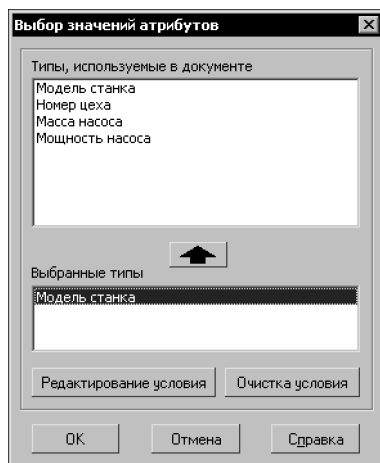 Выбор значений атрибутов
Типы, используемые в документе
Модель станка
Номер цеха
Масса насоса
Мощность насоса
Выбранные типы
Модель станка
Редактирование условия
Очистка условия
OK
Отмена
Справка